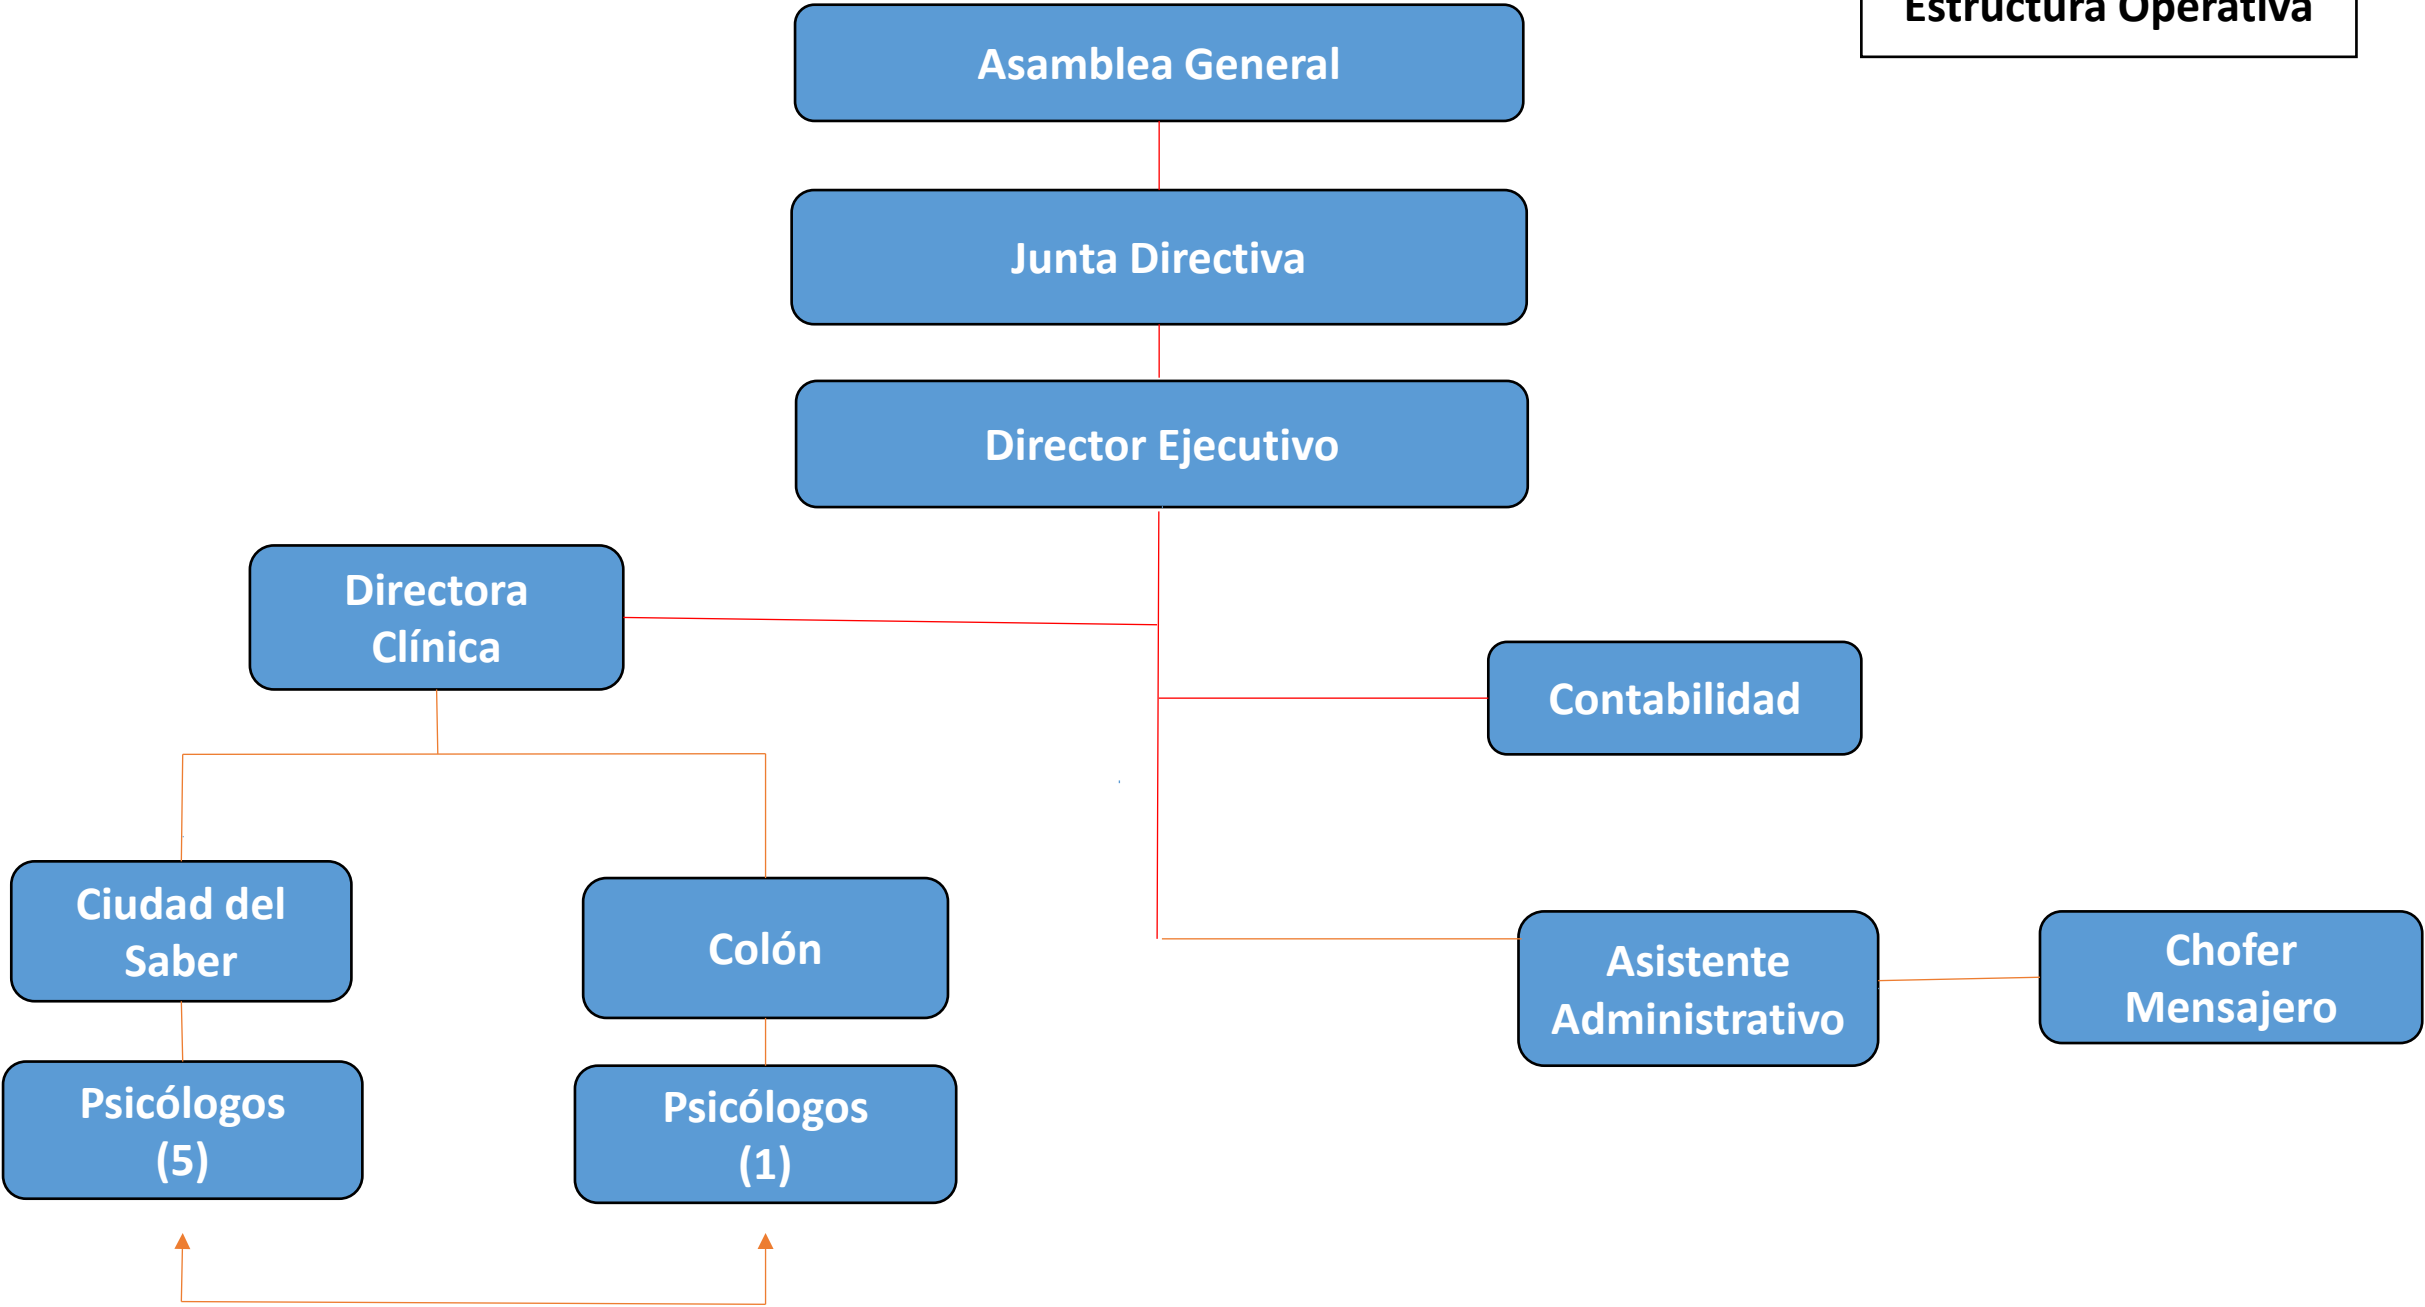 Estructura Operativa
Asamblea General
Junta Directiva
Director Ejecutivo
Directora
Clínica
Contabilidad
Ciudad del
Saber
Colón
Asistente
Administrativo
Chofer
Mensajero
Psicólogos
(5)
Psicólogos
(1)